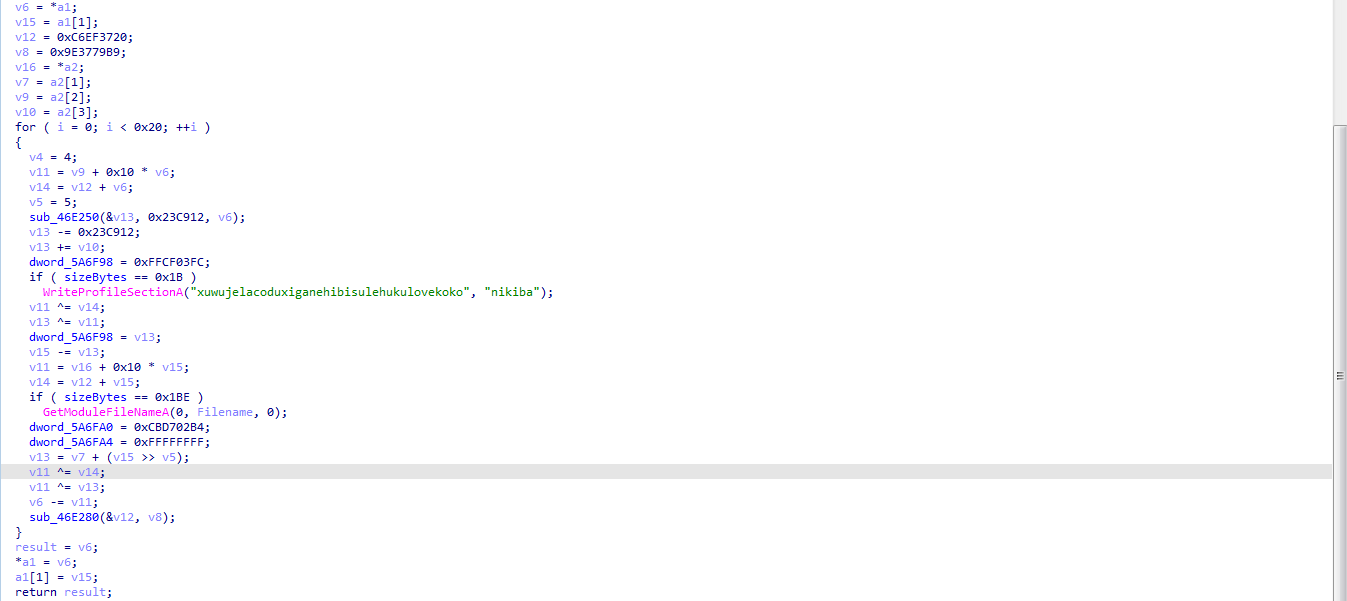 v6 = *a1;
v15 = a1[1];
v12 = 0xC6EF3720;
v8 = 0x9E3779B9;
v16 = *a2;
v7 = a2[1];
v9 = a2[2];
v10 = a2[3];
for ( i = 0; i < 0x20; ++i )
{
v4 = 4;
v11 = v9 + 0x10 * v6;
v14 = v12 + v6;
v5 = 5;
sub_46E250(&v13, 0x23C912, v6);
v13 -= 0x23C912;
v13 += v10;
dword_5A6F98 = 0xFFCF03FC;
if ( sizeBytes == 0x1B )
WriteProfileSectionA("xuwujelacoduxiganehibisulehukulovekoko", "nikiba");
v11 ^= v14;
v13 ^= v11;
dword_5A6F98 = v13;
v15 -= v13;
v11 = v16 + 0x10 * v15;
v14 = v12 + v15;
if ( sizeBytes == 0x1BE )
GetModuleFileNameA(0, Filename, 0);
dword_5A6FA0 = 0xCBD702B4;
dword_5A6FA4 = 0xFFFFFFFF;
v13 = v7 + (v15 >> v5);
v11 ^= v14;
v11 ^= v13;
v6 -= v11;
sub_46E280(&v12, v8);
}
result = v6;
*a1 = v6;
a1[1] = v15;
return result;